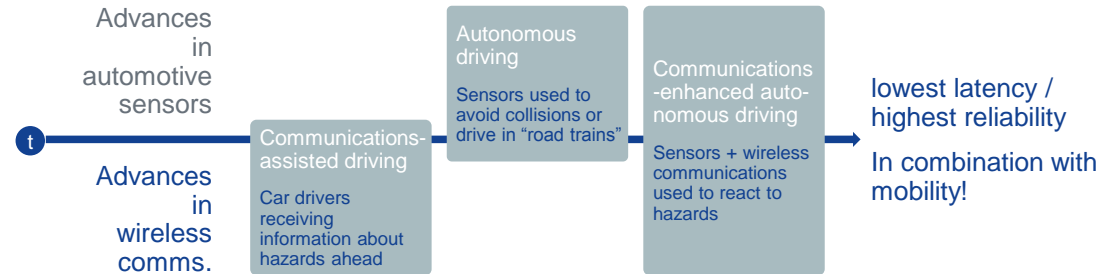 Advances
in
automotive
sensors
t
Advances
in
wireless
comms.
Communications-
assisted driving
Car drivers
receiving
information about
hazards ahead
Autonomous
driving
Sensors used to
avoid collisions or
drive in “road trains”
Communications
-enhanced auto-
nomous driving
Sensors + wireless
communications
used to react to
hazards
lowest latency /
highest reliability
In combination with
mobility!